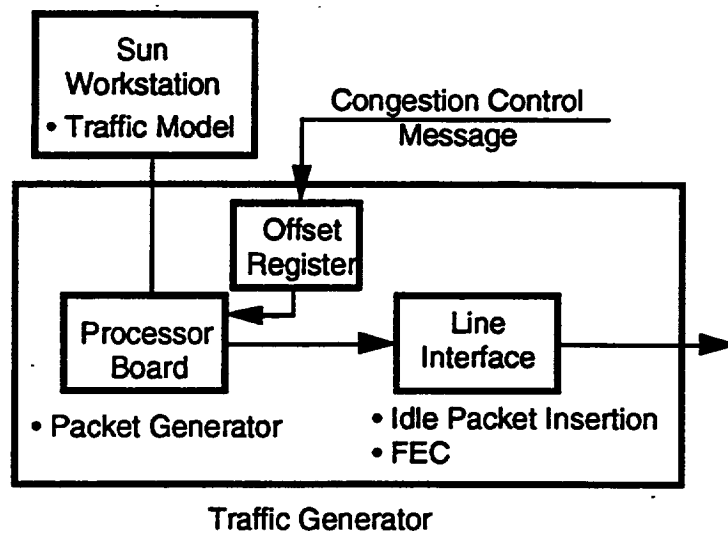 Sun
Workstation
• Traffic Model
Congestion Control
Message
Offset
Register
Processor
Board
Line
Interface
• Packet Generator
• Idle Packet Insertion
• FEC
Traffic Generator